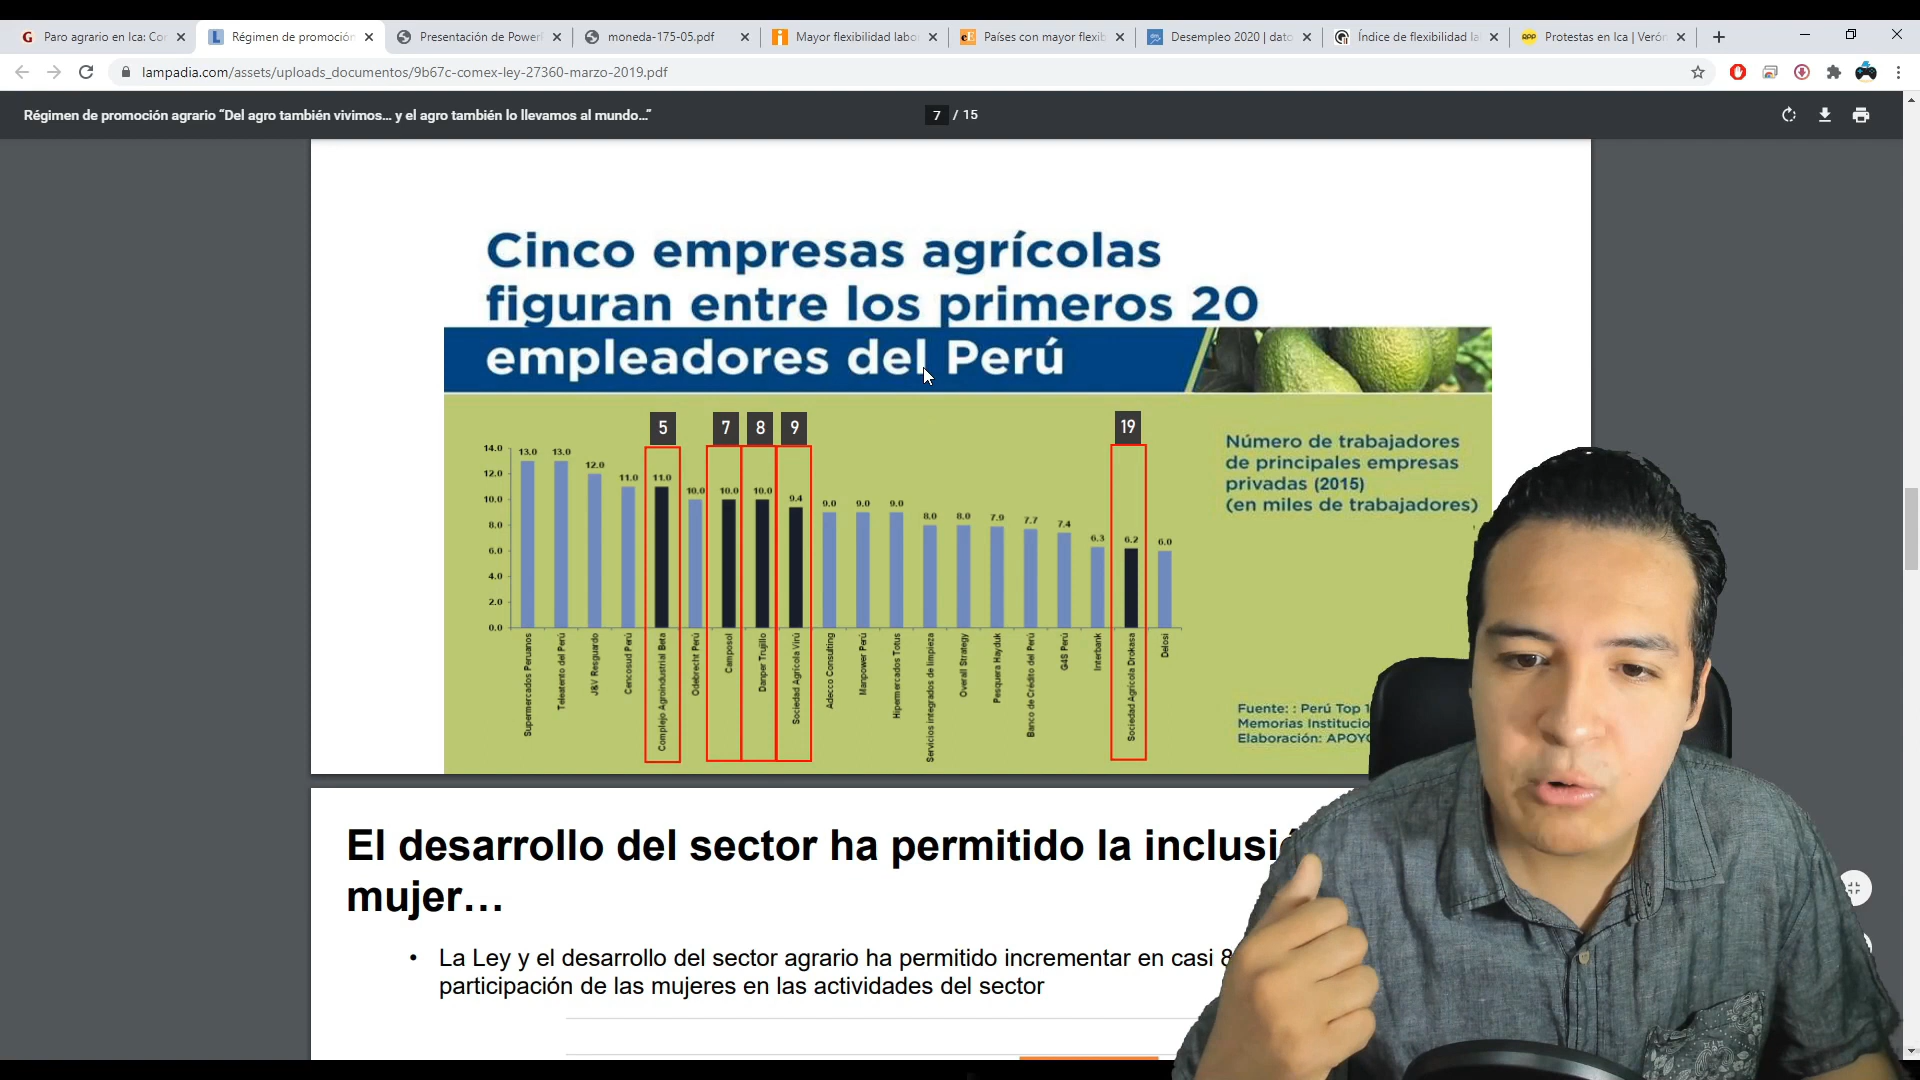 Paro agrario en Ica: Co
Régimen de promoción
Presentación de Power
moneda-175-05.pdf
Mayor flexibilidad labo
Países con mayor flexib
Desempleo 2020 | dato
Índice de flexibilidad la
Protestas en Ica | Veró
lampadia.com/assets/uploads_documentos/9b67c-comex-ley-27360-marzo-2019.pdf
Régimen de promoción agrario “Del agro también vivimos... y el agro también lo llevamos al mundo...”
7 / 15
Cinco empresas agrícolas
figuran entre los primeros 20
empleadores del Perú
5 7 8 9 19
Número de trabajadores
de principales empresas
privadas (2015)
(en miles de trabajadores)
14.0
12.0
10.0
8.0
6.0
4.0
2.0
0.0
13.0 13.0 12.0 11.0 11.0 10.0 10.0 10.0 9.4 9.0 9.0 9.0 8.0 8.0 7.9 7.7 7.4 6.3 6.2 6.0
Supermercados Peruanos
Teleatento del Perú
J&V Resguardo
Cencosud Perú
Complejo Agroindustrial Beta
Odebrecht Perú
Camposol
Danper Trujillo
Sociedad Agrícola Virú
Adecco Consulting
Manpower Perú
Hipermercados Totus
Servicios integrados de limpieza
Overall Strategy
Pesquera Hayduk
Banco de Crédito del Perú
G4S Perú
Interbank
Sociedad Agrícola Drokasa
Delosi
Fuente: : Perú Top 1
Memorias Institucio
Elaboración: APOYO
El desarrollo del sector ha permitido la inclusió
mujer…
• La Ley y el desarrollo del sector agrario ha permitido incrementar en casi 8
participación de las mujeres en las actividades del sector